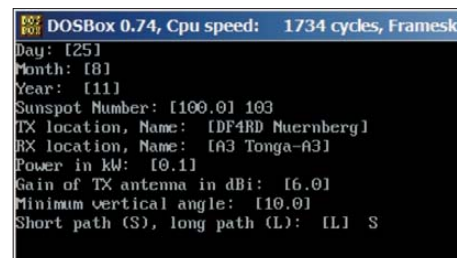 DOSBox 0.74, Cpu speed: 1734 cycles, Framesk
Day: [25]
Month: [8]
Year: [11]
Sunspot Number: [100.0] 103
TX location, Name: [DF4RD Nuernberg]
RX location, Name: [A3 Tonga-A3]
Power in kW: [0.1]
Gain of TX antenna in dBi: [6.0]
Minimum vertical angle: [10.0]
Short path (S), long path (L): [L] S